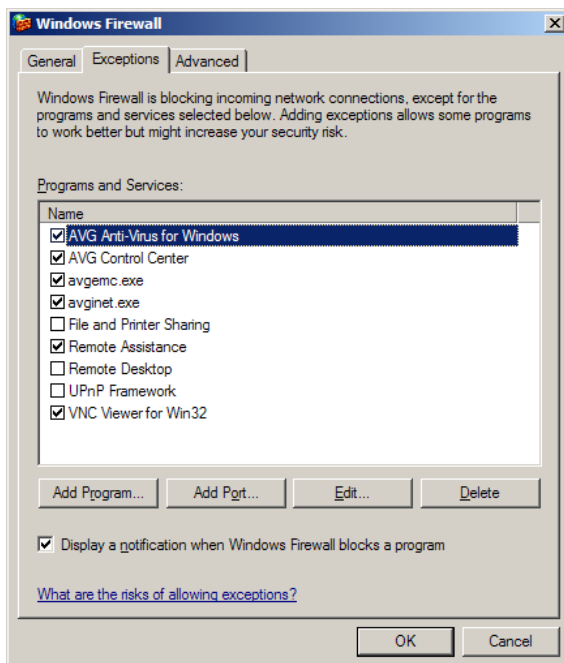 Windows Firewall
General Exceptions Advanced
Windows Firewall is blocking incoming network connections, except for the
programs and services selected below. Adding exceptions allows some programs
to work better but might increase your security risk.
Programs and Services:
Name
AVG Anti-Virus for Windows
AVG Control Center
avgemc.exe
avginet.exe
File and Printer Sharing
Remote Assistance
Remote Desktop
UPnP Framework
VNC Viewer for Win32
Add Program... Add Port... Edit... Delete
Display a notification when Windows Firewall blocks a program
What are the risks of allowing exceptions?
OK Cancel